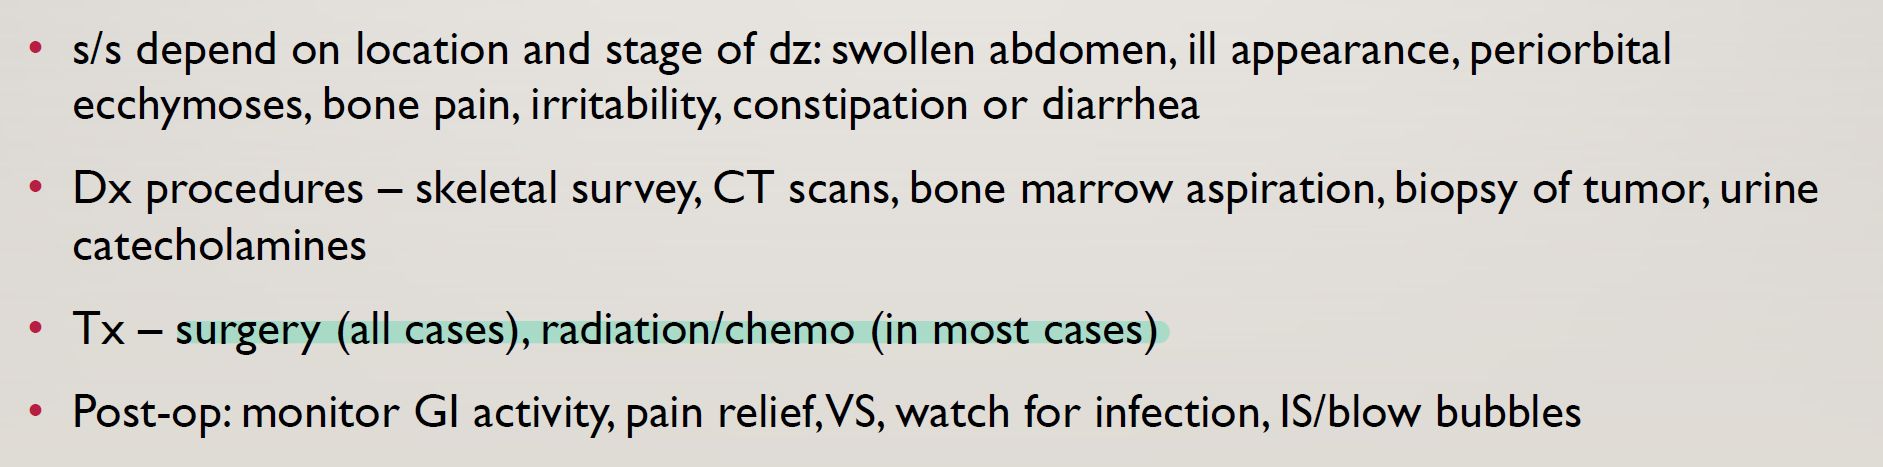 • s/s depend on location and stage of dz: swollen abdomen, ill appearance, periorbital
ecchymoses, bone pain, irritability, constipation or diarrhea
• Dx procedures – skeletal survey, CT scans, bone marrow aspiration, biopsy of tumor, urine
catecholamines
• Tx – surgery (all cases), radiation/chemo (in most cases)
• Post-op: monitor GI activity, pain relief, VS, watch for infection, IS/blow bubbles